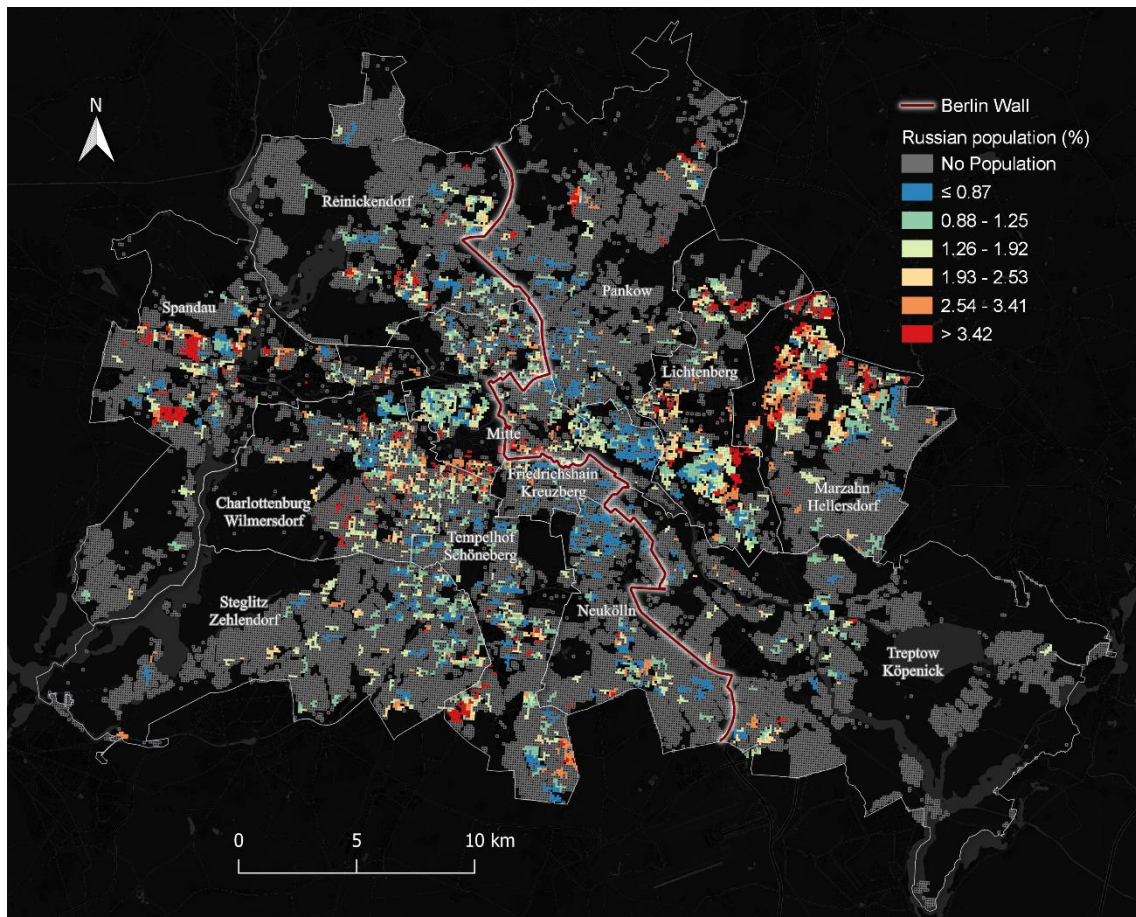 N
Berlin Wall
Russian population (%)
No Population
≤ 0.87
0.88 - 1.25
1.26 - 1.92
1.93 - 2.53
2.54 - 3.41
> 3.42
Reinickendorf
Spandau
Pankow
Lichtenberg
Mitte
Friedrichshain
Kreuzberg
Marzahn
Hellersdorf
Charlottenburg
Wilmersdorf
Tempelhof
Schöneberg
Steglitz
Zehlendorf
Neukölln
Treptow
Köpenick
0 5 10 km